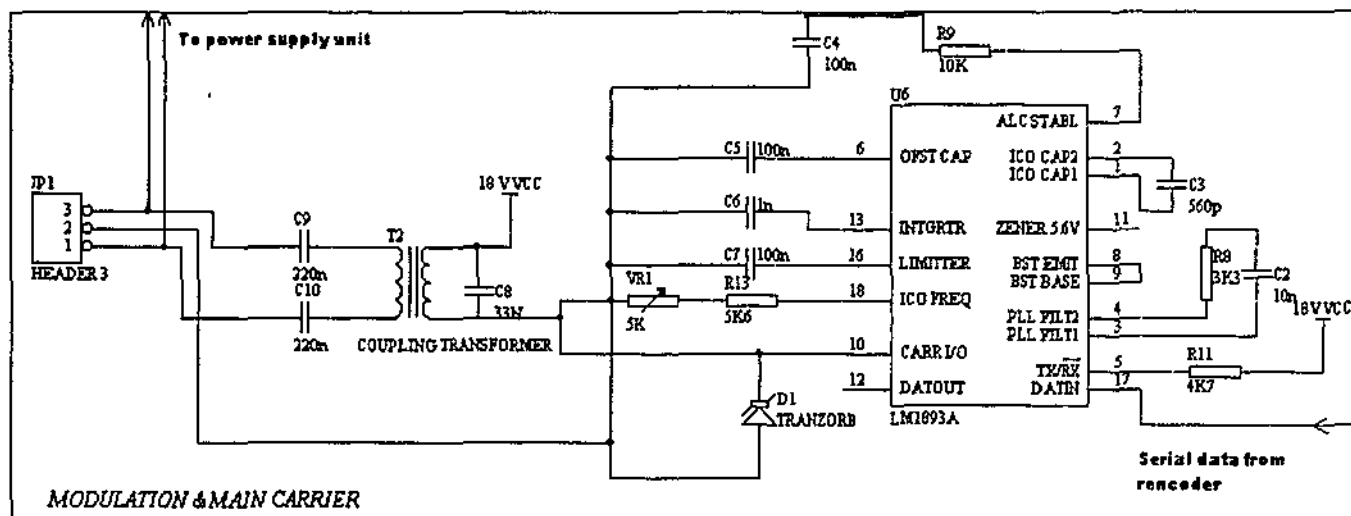 To power supply unit
C4
100n
R9
10K
U6
ALC STABL
7
C5
100n
6
OFST CAP
ICO CAP2
2
ICO CAP1
1
C3
560p
JP1
3
2
1
HEADER 3
18 V VCC
C9
220n
C10
220n
T2
C8
33N
COUPLING TRANSFORMER
C6
1n
13
INTGRTR
ZENER 5.6V
11
C7
100n
16
LIMITTER
BST EMIT
8
BST BASE
9
R8
3K3
C2
10n
VR1
5K
R13
5K6
18
ICO FREQ
PLL FILT2
4
PLL FILT1
3
18V VCC
10
CARR I/O
TX/RX
5
R11
4K7
12
DATOUT
DATIN
17
LM1893A
D1
TRANZORB
Serial data from
rencoder
MODULATION & MAIN CARRIER